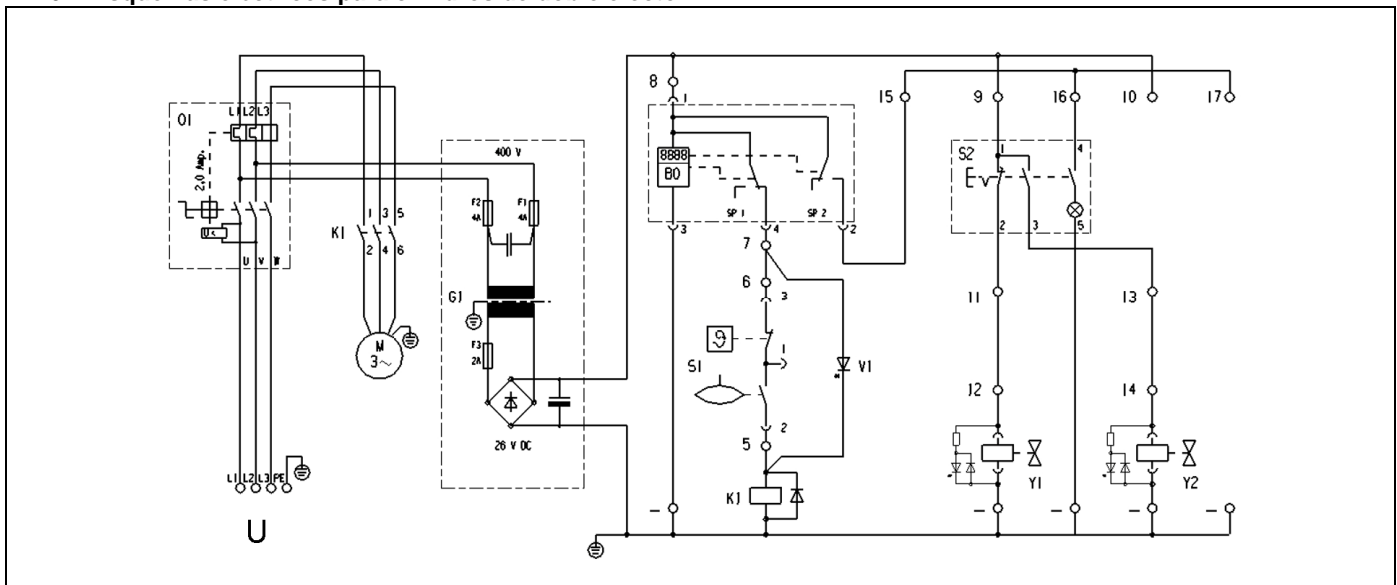 01
L1 L2 L3
2,0 Amp.
U<
U V W
L1 L2 L3 PE
U
K1
1 3 5
2 4 6
M
3~
400 V
F2
4A
F1
4A
G1
F3
2A
26 V DC
8
1
8888
B0
SP 1
SP 2
3
4
2
7
6
3
ϑ
1
S1
2
5
V1
K1
15
9
16
10
17
S2
1
4
2
3
5
11
13
12
14
Y1
Y2
–
–
–
–
–